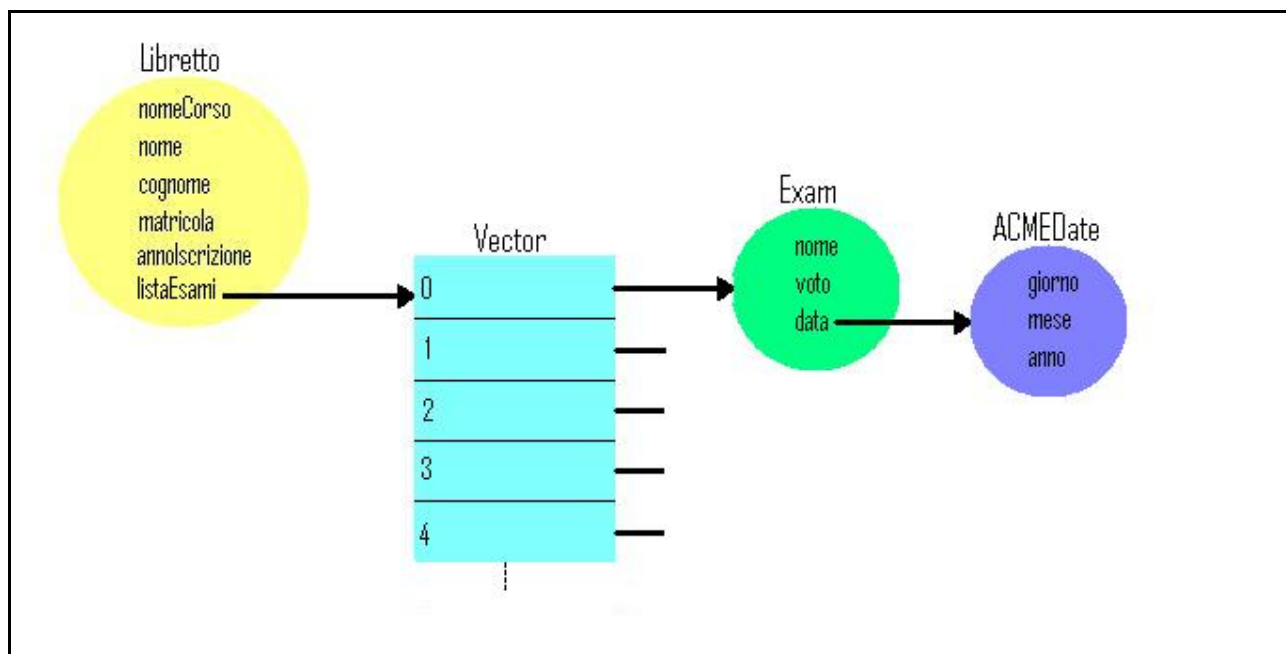 Libretto
nomeCorso
nome
cognome
matricola
annoIscrizione
listaEsami
Vector
0
1
2
3
4
Exam
nome
voto
data
ACMEDate
giorno
mese
anno